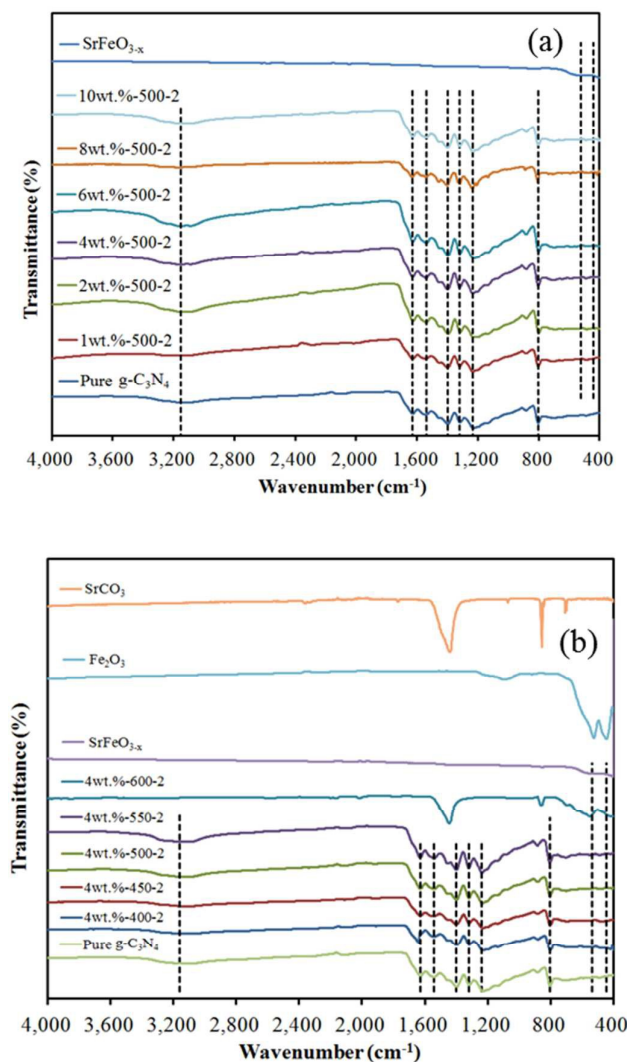 (a)
SrFeO₃₋ₓ
10wt.%-500-2
8wt.%-500-2
6wt.%-500-2
4wt.%-500-2
2wt.%-500-2
1wt.%-500-2
Pure g-C₃N₄
Transmittance (%)
4,000 3,600 3,200 2,800 2,400 2,000 1,600 1,200 800 400
Wavenumber (cm⁻¹)
(b)
SrCO₃
Fe₂O₃
SrFeO₃₋ₓ
4wt.%-600-2
4wt.%-550-2
4wt.%-500-2
4wt.%-450-2
4wt.%-400-2
Pure g-C₃N₄
Transmittance (%)
4,000 3,600 3,200 2,800 2,400 2,000 1,600 1,200 800 400
Wavenumber (cm⁻¹)